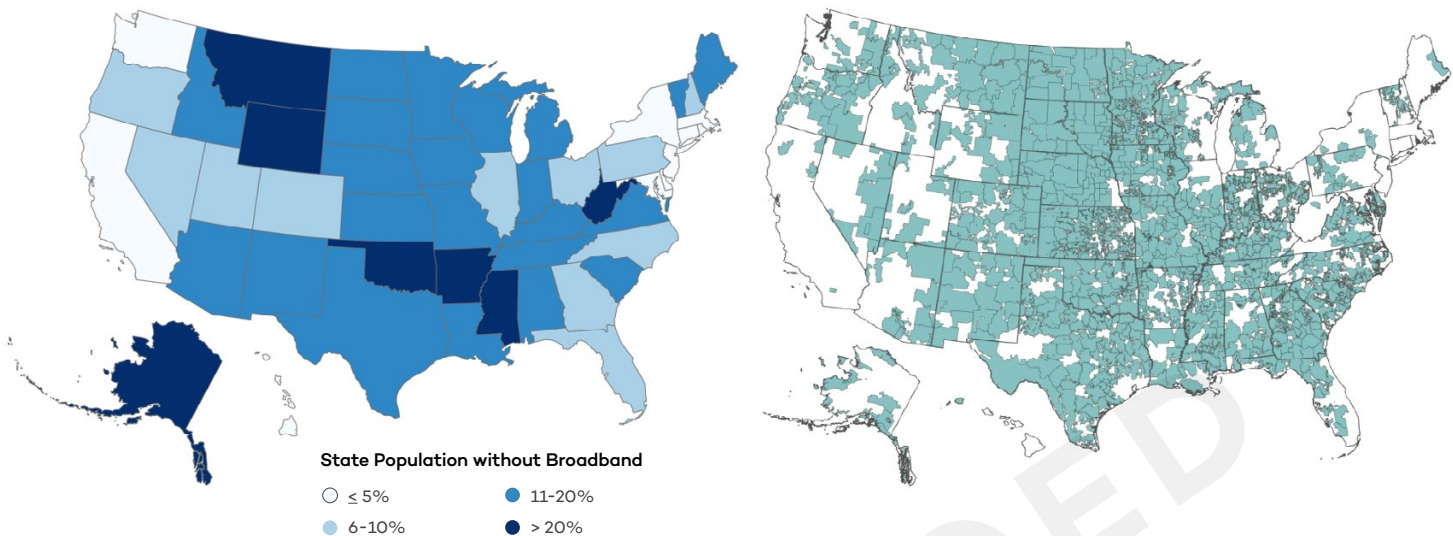 State Population without Broadband
≤ 5%
11-20%
6-10%
> 20%